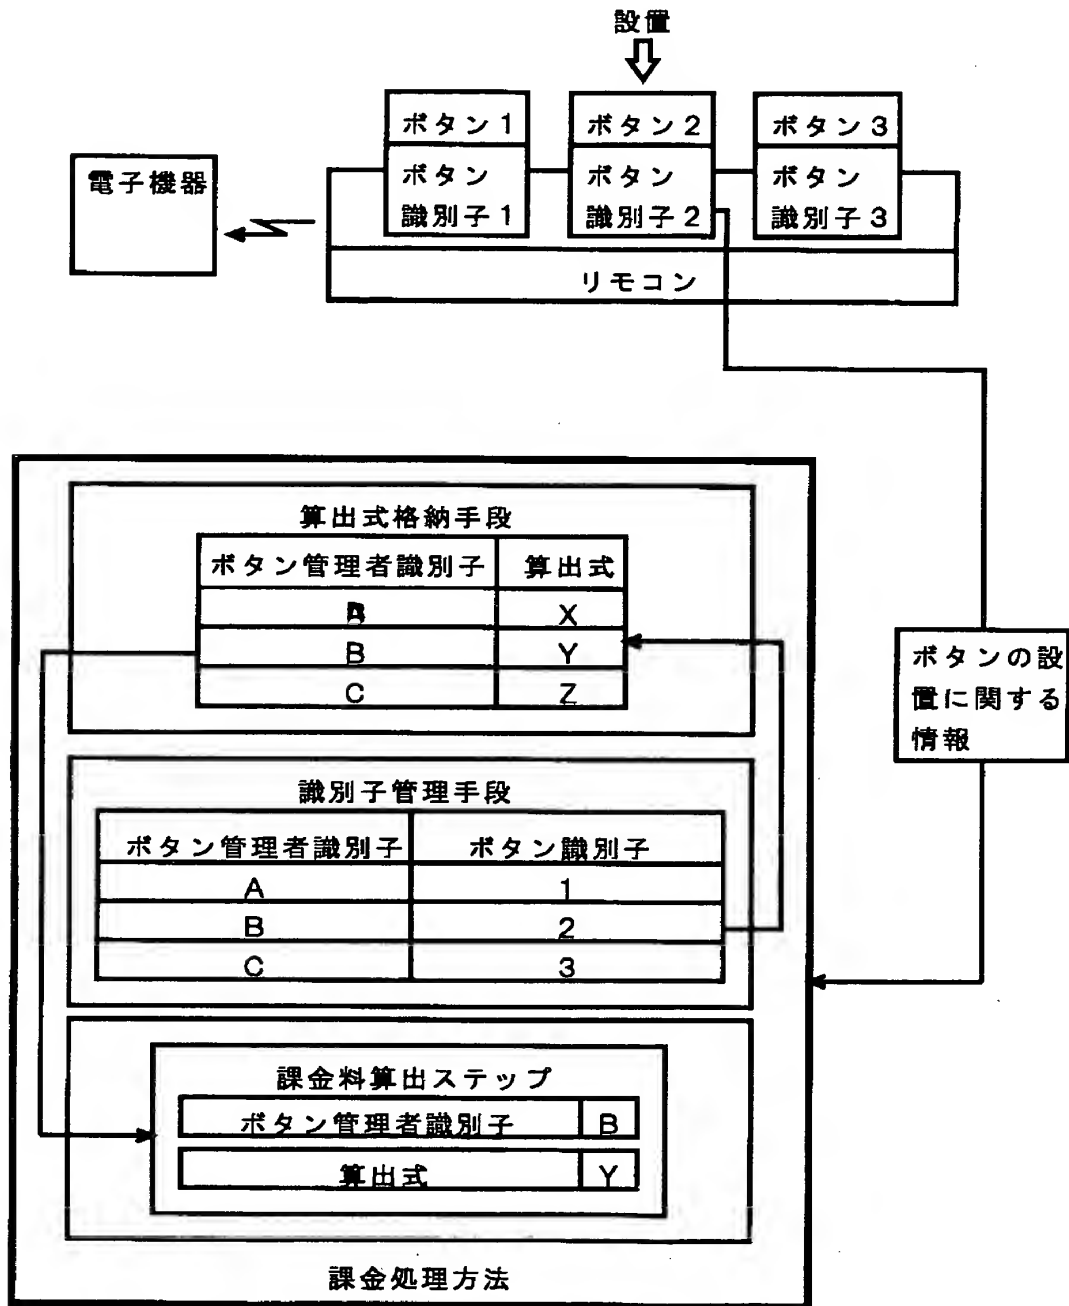 設置
ボタン1
ボタン2
ボタン3
電子機器
ボタン
識別子1
ボタン
識別子2
ボタン
識別子3
リモコン
算出式格納手段
ボタン管理者識別子 算出式
X
B Y
C Z
ボタンの設
置に関する
情報
識別子管理手段
ボタン管理者識別子 ボタン識別子
A 1
B 2
C 3
課金料算出ステップ
ボタン管理者識別子 B
算出式 Y
課金処理方法